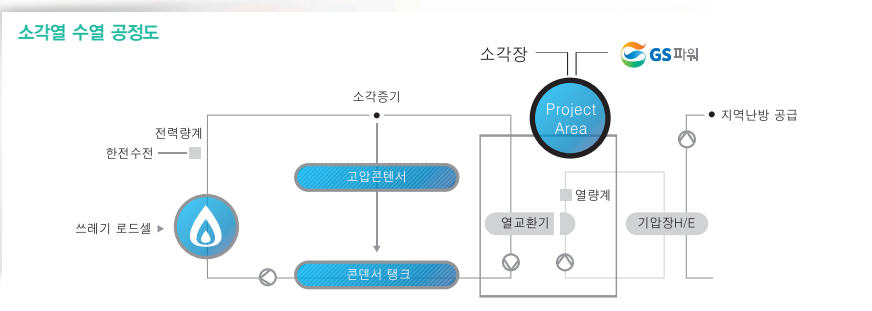 소각열 수열 공정도
소각장
GS파워
소각증기
Project
Area
지역난방 공급
전력량계
한전수전
고압콘텐서
열량계
쓰레기 로드셀
열교환기
기압장H/E
콘덴서 탱크